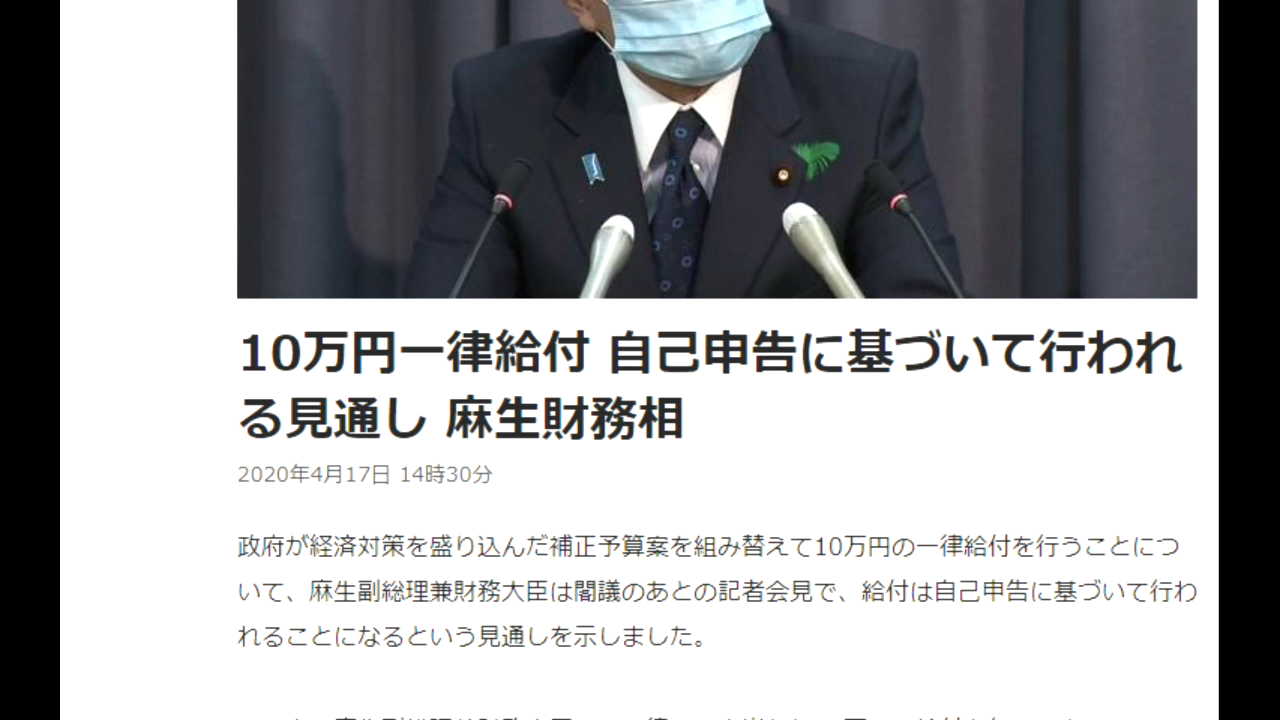 10万円一律給付 自己申告に基づいて行われ
る見通し 麻生財務相
2020年4月17日 14時30分
政府が経済対策を盛り込んだ補正予算案を組み替えて10万円の一律給付を行うことにつ
いて、麻生副総理兼財務大臣は閣議のあとの記者会見で、給付は自己申告に基づいて行わ
れることになるという見通しを示しました。